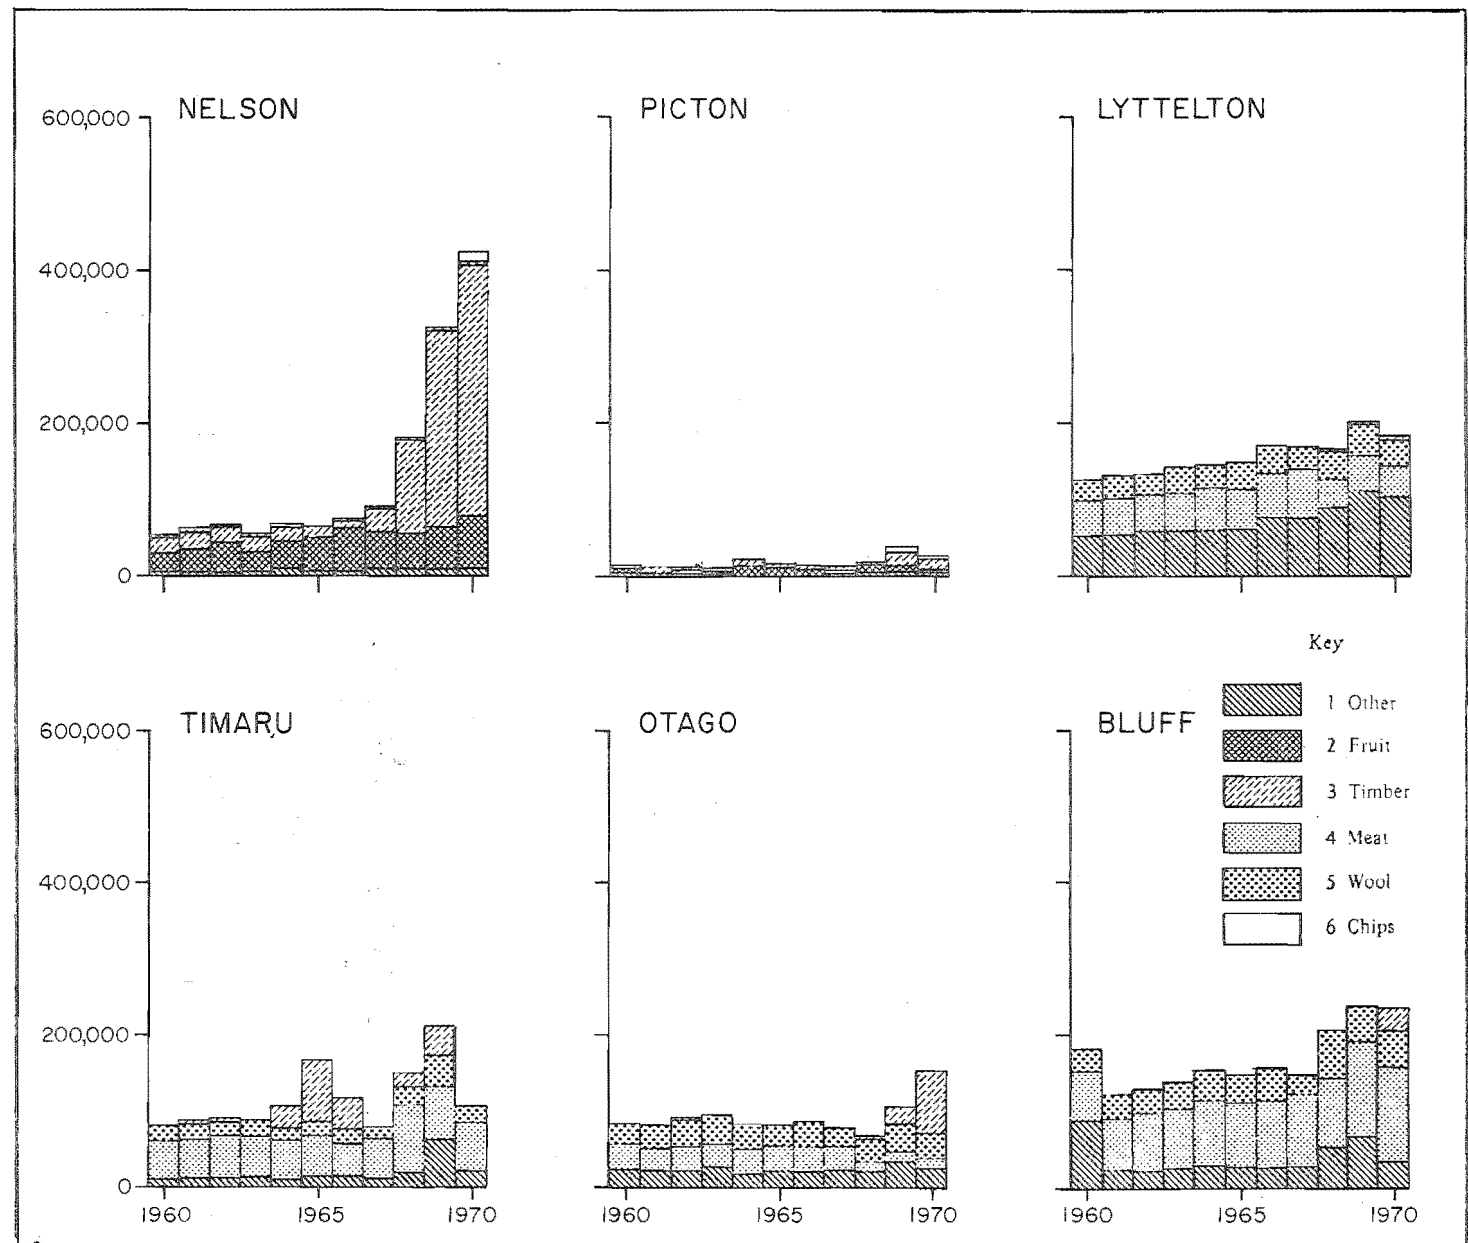 NELSON PICTON LYTTELTON
600,000
400,000
200,000
0
Key
1 Other
2 Fruit
3 Timber
4 Meat
5 Wool
6 Chips
TIMARU OTAGO BLUFF
600,000
400,000
200,000
0
1960 1965 1970 1960 1965 1970 1960 1965 1970